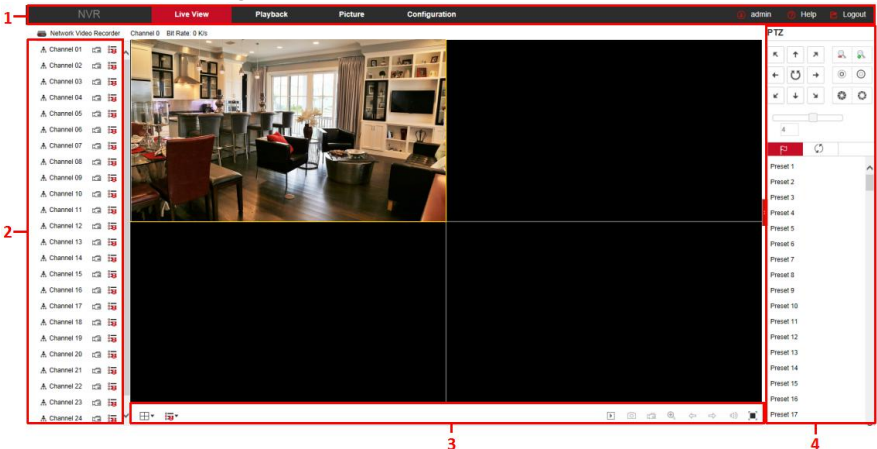 1
NVR Live View Playback Picture Configuration admin Help Logout
Network Video Recorder Channel 0 Bit Rate: 0 K/s PTZ
Channel 01
Channel 02
Channel 03
Channel 04
Channel 05
Channel 06
Channel 07
Channel 08
Channel 09
Channel 10
Channel 11
Channel 12
2
Channel 13
Channel 14
Channel 15
Channel 16
Channel 17
Channel 18
Channel 19
Channel 20
Channel 21
Channel 22
Channel 23
Channel 24
4
Preset 1
Preset 2
Preset 3
Preset 4
Preset 5
Preset 6
Preset 7
Preset 8
Preset 9
Preset 10
Preset 11
Preset 12
Preset 13
Preset 14
Preset 15
Preset 16
Preset 17
3
4